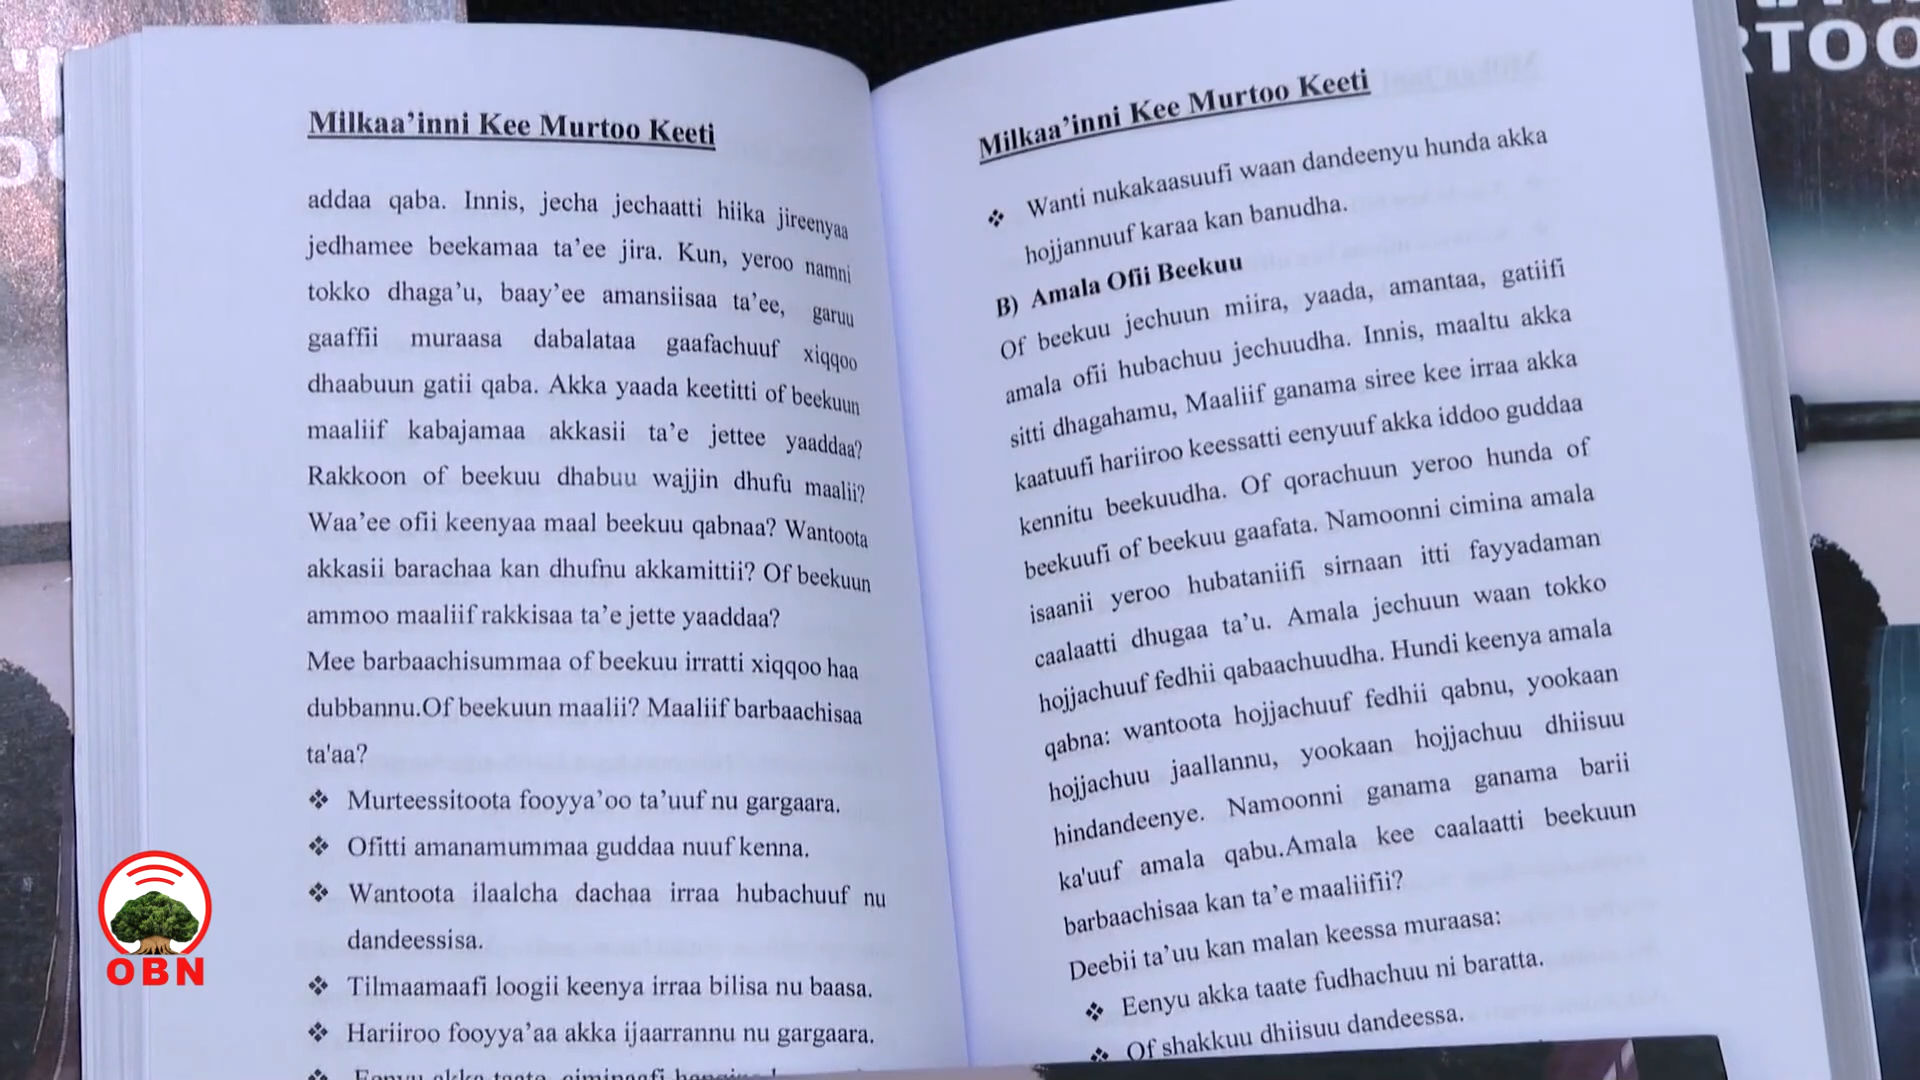 Milkaa’inni Kee Murtoo Keeti
addaa qaba. Innis, jecha jechaatti hiika jireenyaa
jedhamee beekamaa ta’ee jira. Kun, yeroo namni
tokko dhaga’u, baay’ee amansiisaa ta’ee, garuu
gaaffii muraasa dabalataa gaafachuuf xiqqoo
dhaabuun gatii qaba. Akka yaada keetitti of beekuun
maaliif kabajamaa akkasii ta’e jettee yaaddaa?
Rakkoon of beekuu dhabuu wajjin dhufu maalii?
Waa’ee ofii keenyaa maal beekuu qabnaa? Wantoota
akkasii barachaa kan dhufnu akkamittii? Of beekuun
ammoo maaliif rakkisaa ta’e jette yaaddaa?
Mee barbaachisummaa of beekuu irratti xiqqoo haa
dubbannu.Of beekuun maalii? Maaliif barbaachisaa
ta'aa?
❖ Murteessitoota fooyya’oo ta’uuf nu gargaara.
❖ Ofitti amanamummaa guddaa nuuf kenna.
❖ Wantoota ilaalcha dachaa irraa hubachuuf nu
dandeessisa.
❖ Tilmaamaafi loogii keenya irraa bilisa nu baasa.
❖ Hariiroo fooyya’aa akka ijaarrannu nu gargaara.
Milkaa’inni Kee Murtoo Keeti
❖ Wanti nukakaasuufi waan dandeenyu hunda akka
hojjannuuf karaa kan banudha.
B) Amala Ofii Beekuu
Of beekuu jechuun miira, yaada, amantaa, gatiifi
amala ofii hubachuu jechuudha. Innis, maaltu akka
sitti dhagahamu, Maaliif ganama siree kee irraa akka
kaatuufi hariiroo keessatti eenyuuf akka iddoo guddaa
kennitu beekuudha. Of qorachuun yeroo hunda of
beekuufi of beekuu gaafata. Namoonni cimina amala
isaanii yeroo hubataniifi sirnaan itti fayyadaman
caalaatti dhugaa ta’u. Amala jechuun waan tokko
hojjachuuf fedhii qabaachuudha. Hundi keenya amala
qabna: wantoota hojjachuuf fedhii qabnu, yookaan
hojjachuu jaallannu, yookaan hojjachuu dhiisuu
hindandeenye. Namoonni ganama ganama barii
ka'uuf amala qabu.Amala kee caalaatti beekuun
barbaachisaa kan ta’e maaliifii?
Deebii ta’uu kan malan keessa muraasa:
❖ Eenyu akka taate fudhachuu ni baratta.
❖ Of shakkuu dhiisuu dandeessa.
OBN